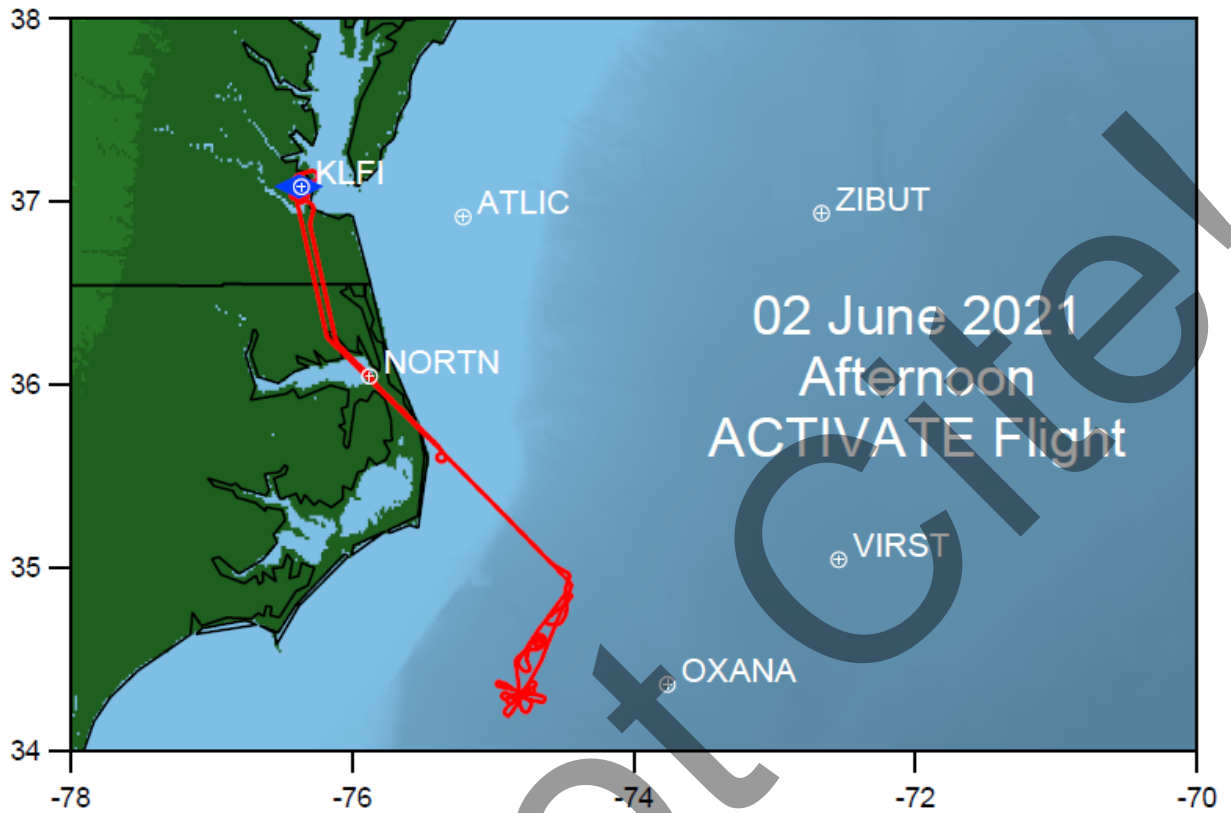 38
37
36
35
34
-78
-76
-74
-72
-70
KLFI
ATLIC
ZIBUT
02 June 2021
Afternoon
ACTIVATE Flight
NORTN
VIRST
OXANA
ot Cite!